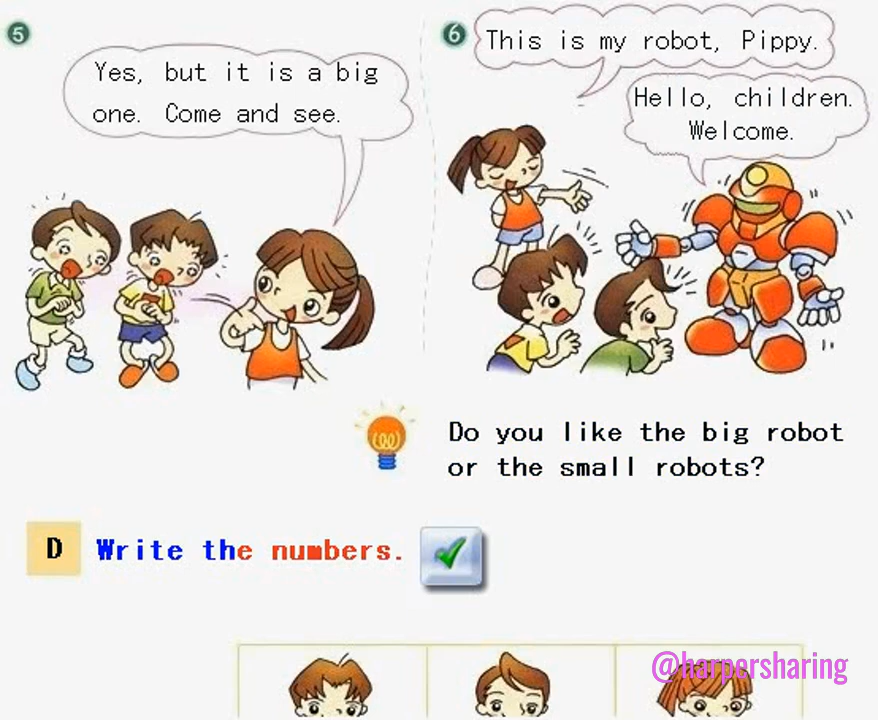 5
Yes, but it is a big
one. Come and see.
6
This is my robot, Pippy.
Hello, children.
Welcome.
Do you like the big robot
or the small robots?
D Write the numbers.
@harpersharing